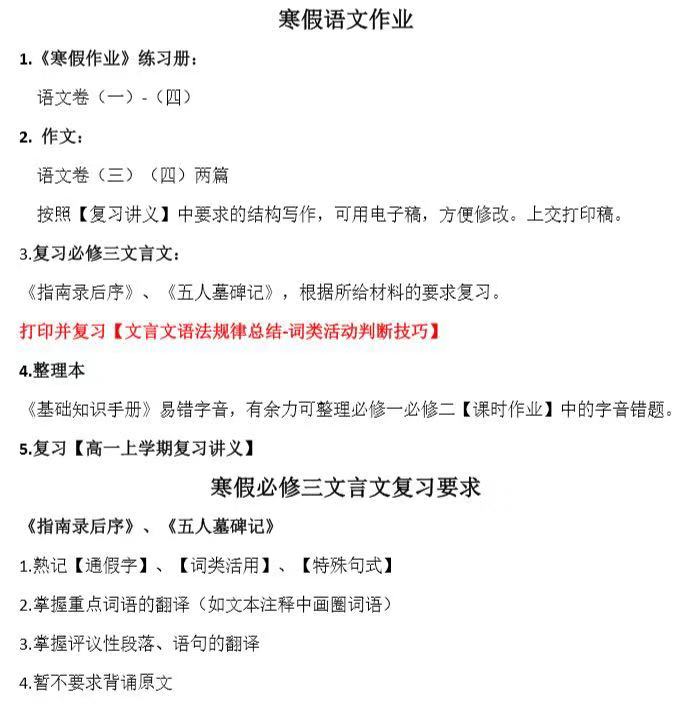 寒假语文作业
1.《寒假作业》练习册：
语文卷（一）-（四）
2. 作文：
语文卷（三）（四）两篇
按照【复习讲义】中要求的结构写作，可用电子稿，方便修改。上交打印稿。
3.复习必修三文言文：
《指南录后序》、《五人墓碑记》，根据所给材料的要求复习。
打印并复习【文言文语法规律总结-词类活动判断技巧】
4.整理本
《基础知识手册》易错字音，有余力可整理必修一必修二【课时作业】中的字音错题。
5.复习【高一上学期复习讲义】
寒假必修三文言文复习要求
《指南录后序》、《五人墓碑记》
1.熟记【通假字】、【词类活用】、【特殊句式】
2.掌握重点词语的翻译（如文本注释中画圈词语）
3.掌握评议性段落、语句的翻译
4.暂不要求背诵原文